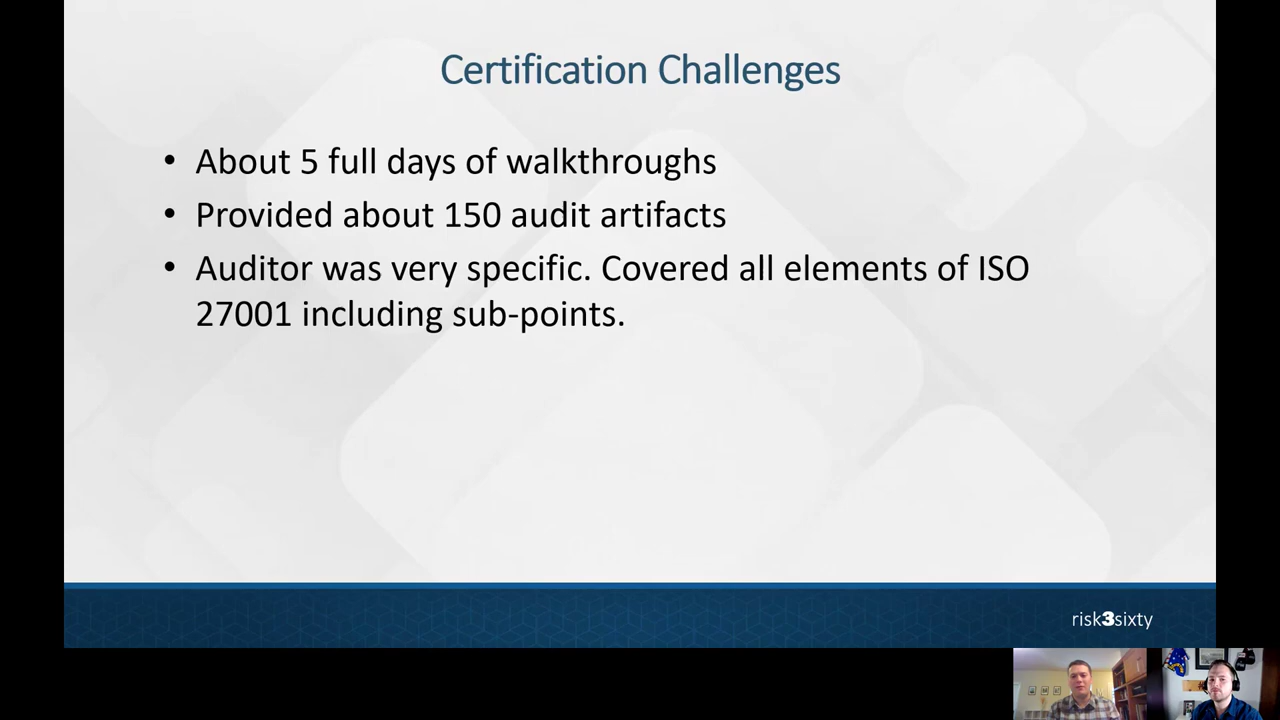 Certification Challenges
• About 5 full days of walkthroughs
• Provided about 150 audit artifacts
• Auditor was very specific. Covered all elements of ISO
27001 including sub-points.
risk3sixty